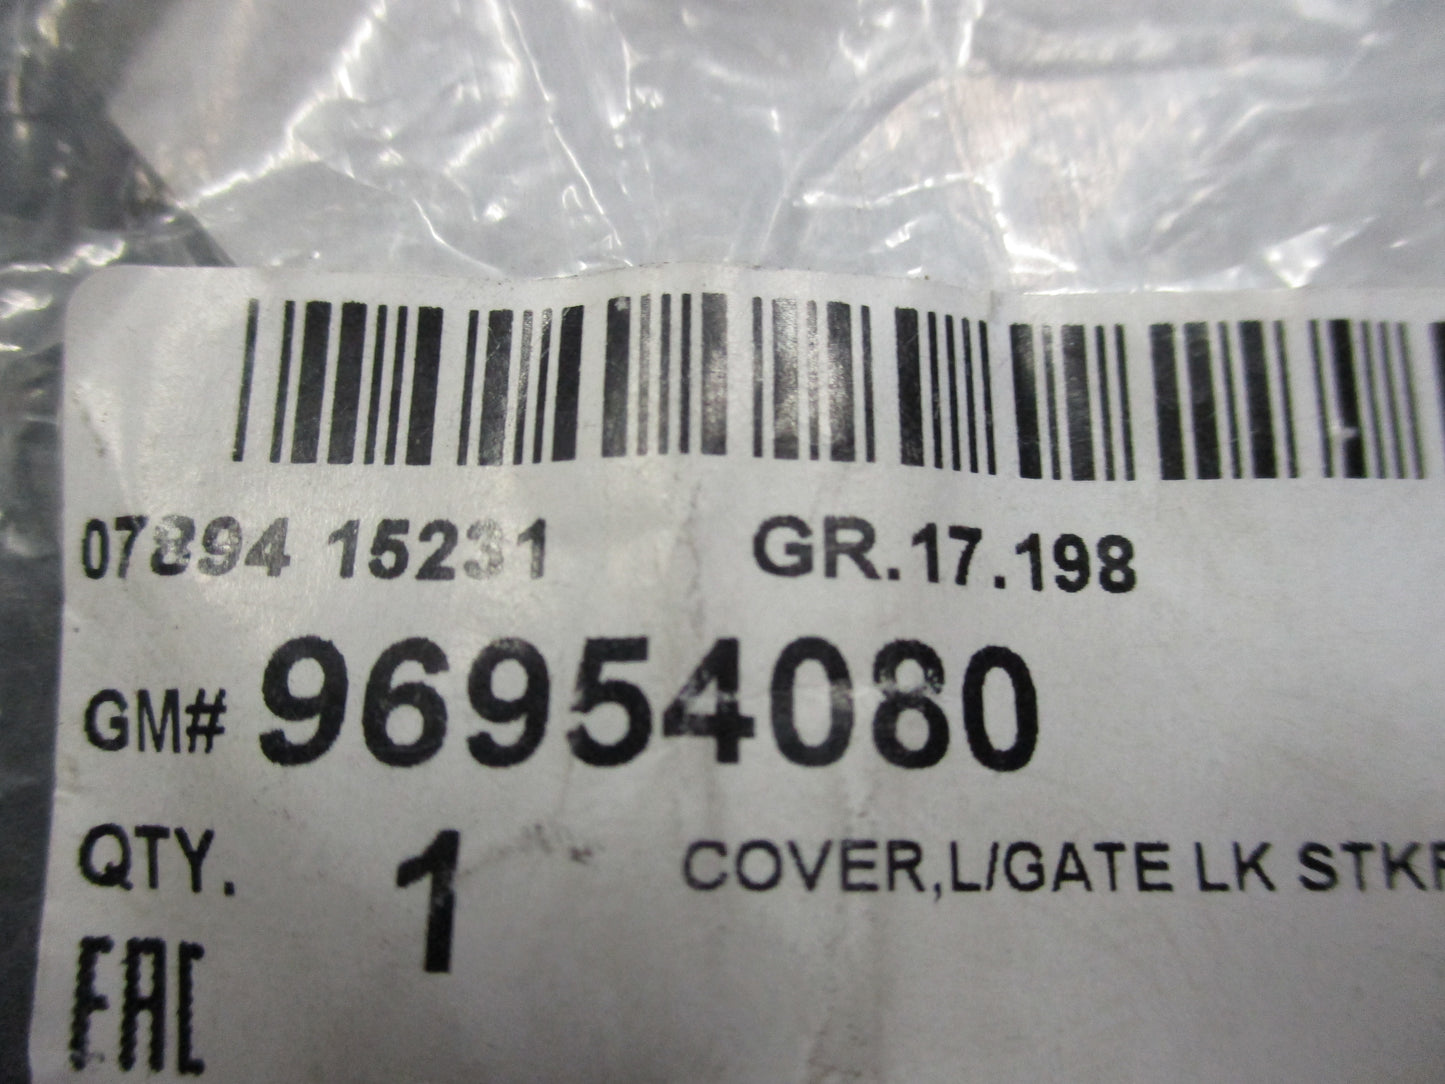 07894 15231 GR.17.198
GM# 96954080
QTY. 1 COVER,L/GATE LK STKR
EAC